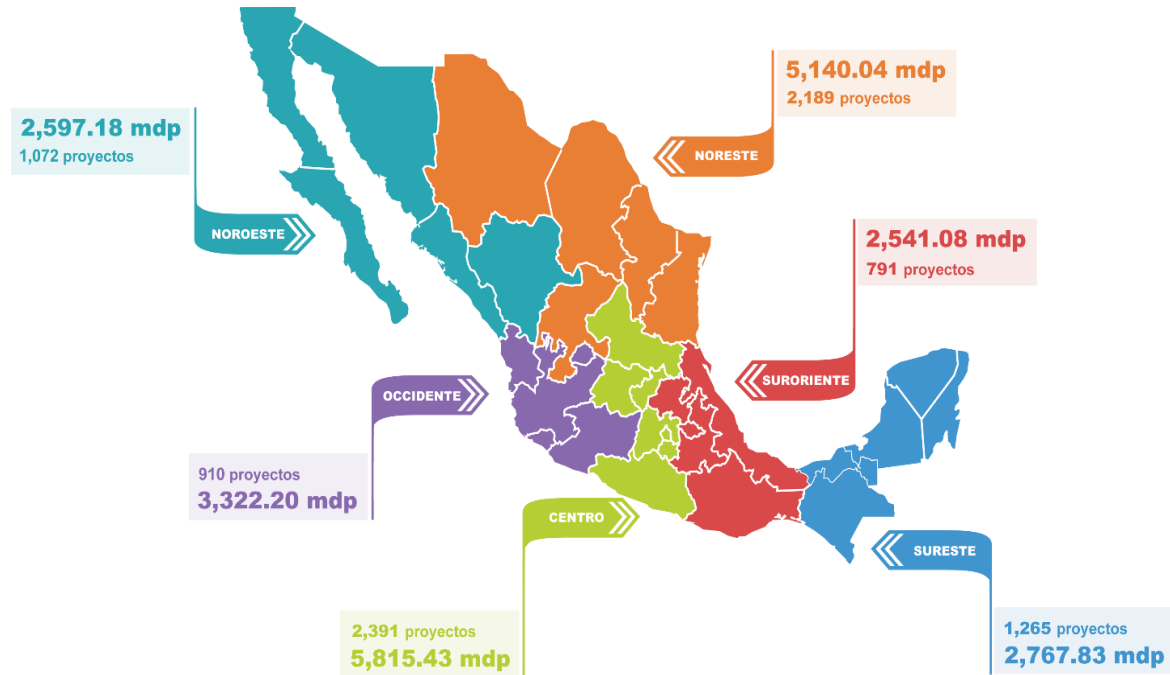 5,140.04 mdp
2,189 proyectos
NORESTE
2,597.18 mdp
1,072 proyectos
NOROESTE
2,541.08 mdp
791 proyectos
SURORIENTE
OCCIDENTE
910 proyectos
3,322.20 mdp
CENTRO
2,391 proyectos
5,815.43 mdp
SURESTE
1,265 proyectos
2,767.83 mdp